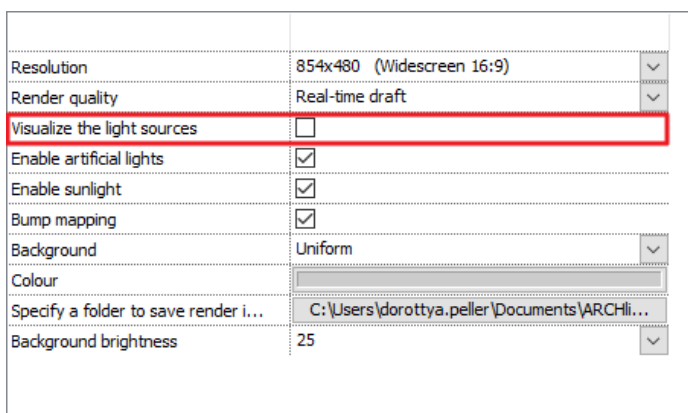 Resolution 854x480 (Widescreen 16:9)
Render quality Real-time draft
Visualize the light sources
Enable artificial lights
Enable sunlight
Bump mapping
Background Uniform
Colour
Specify a folder to save render i... C:\Users\dorottya.peller\Documents\ARCHli...
Background brightness 25